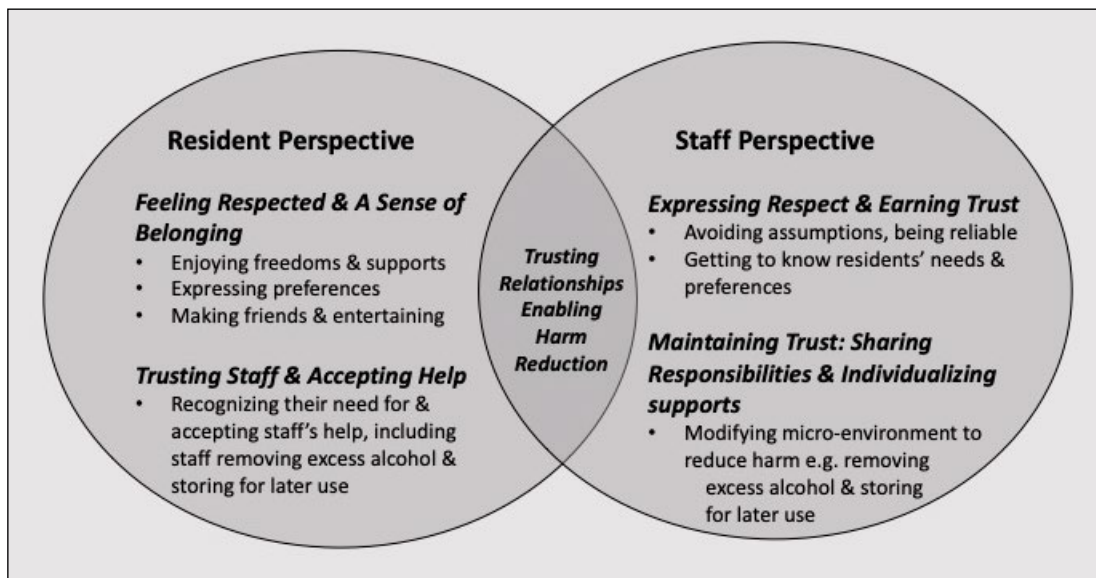 Resident Perspective
Feeling Respected & A Sense of
Belonging
• Enjoying freedoms & supports
• Expressing preferences
• Making friends & entertaining
Trusting Staff & Accepting Help
• Recognizing their need for &
accepting staff's help, including
staff removing excess alcohol &
storing for later use
Trusting
Relationships
Enabling
Harm
Reduction
Staff Perspective
Expressing Respect & Earning Trust
• Avoiding assumptions, being reliable
• Getting to know residents' needs &
preferences
Maintaining Trust: Sharing
Responsibilities & Individualizing
supports
• Modifying micro-environment to
reduce harm e.g. removing
excess alcohol & storing
for later use